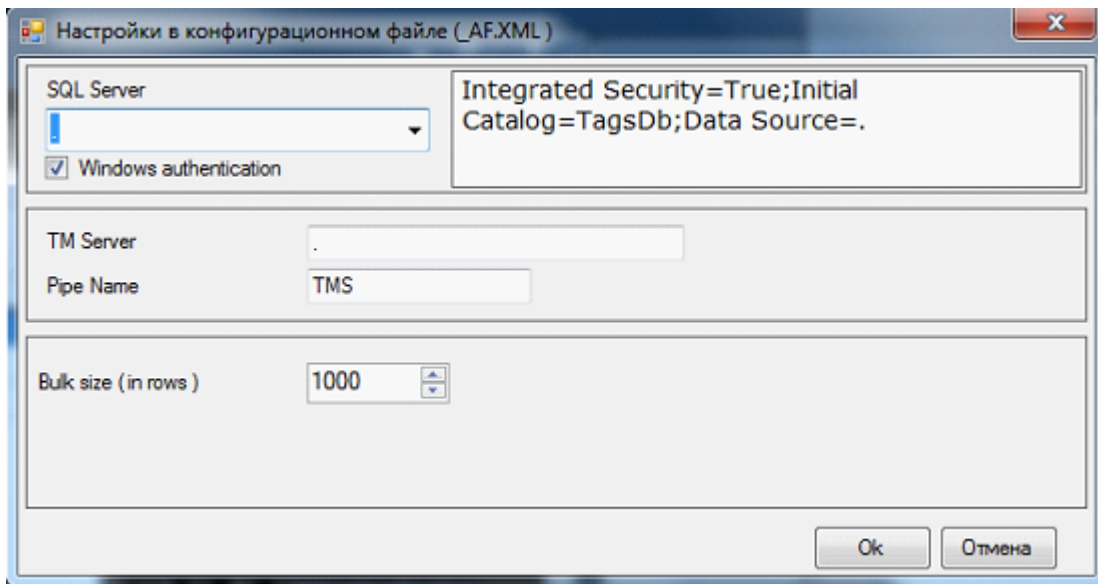 Настройки в конфигурационном файле (_AF.XML )
SQL Server
.
Windows authentication
Integrated Security=True;Initial
Catalog=TagsDb;Data Source=.
TM Server
.
Pipe Name
TMS
Bulk size ( in rows )
1000
Ok
Отмена